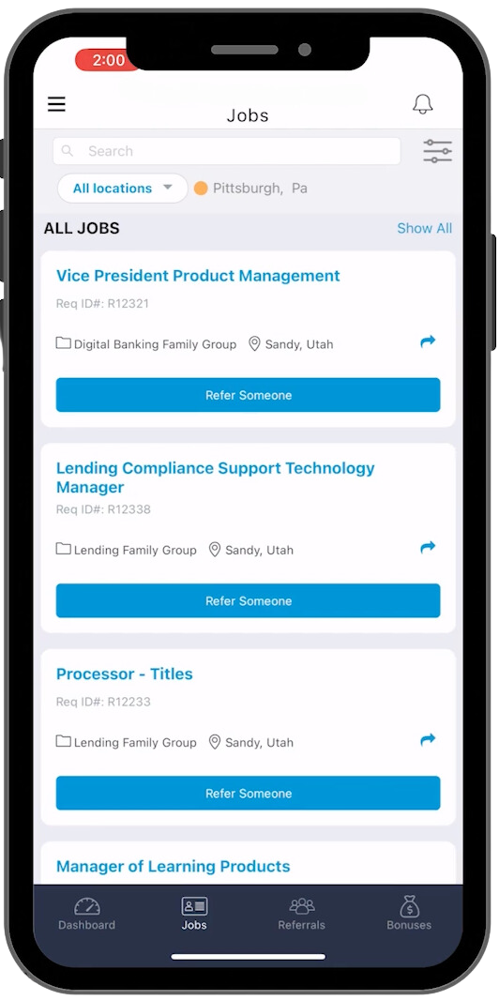 2:00
Jobs
Search
All locations Pittsburgh, Pa
ALL JOBS Show All
Vice President Product Management
Req ID#: R12321
Digital Banking Family Group Sandy, Utah
Refer Someone
Lending Compliance Support Technology
Manager
Req ID#: R12338
Lending Family Group Sandy, Utah
Refer Someone
Processor - Titles
Req ID#: R12233
Lending Family Group Sandy, Utah
Refer Someone
Manager of Learning Products
Dashboard Jobs Referrals Bonuses